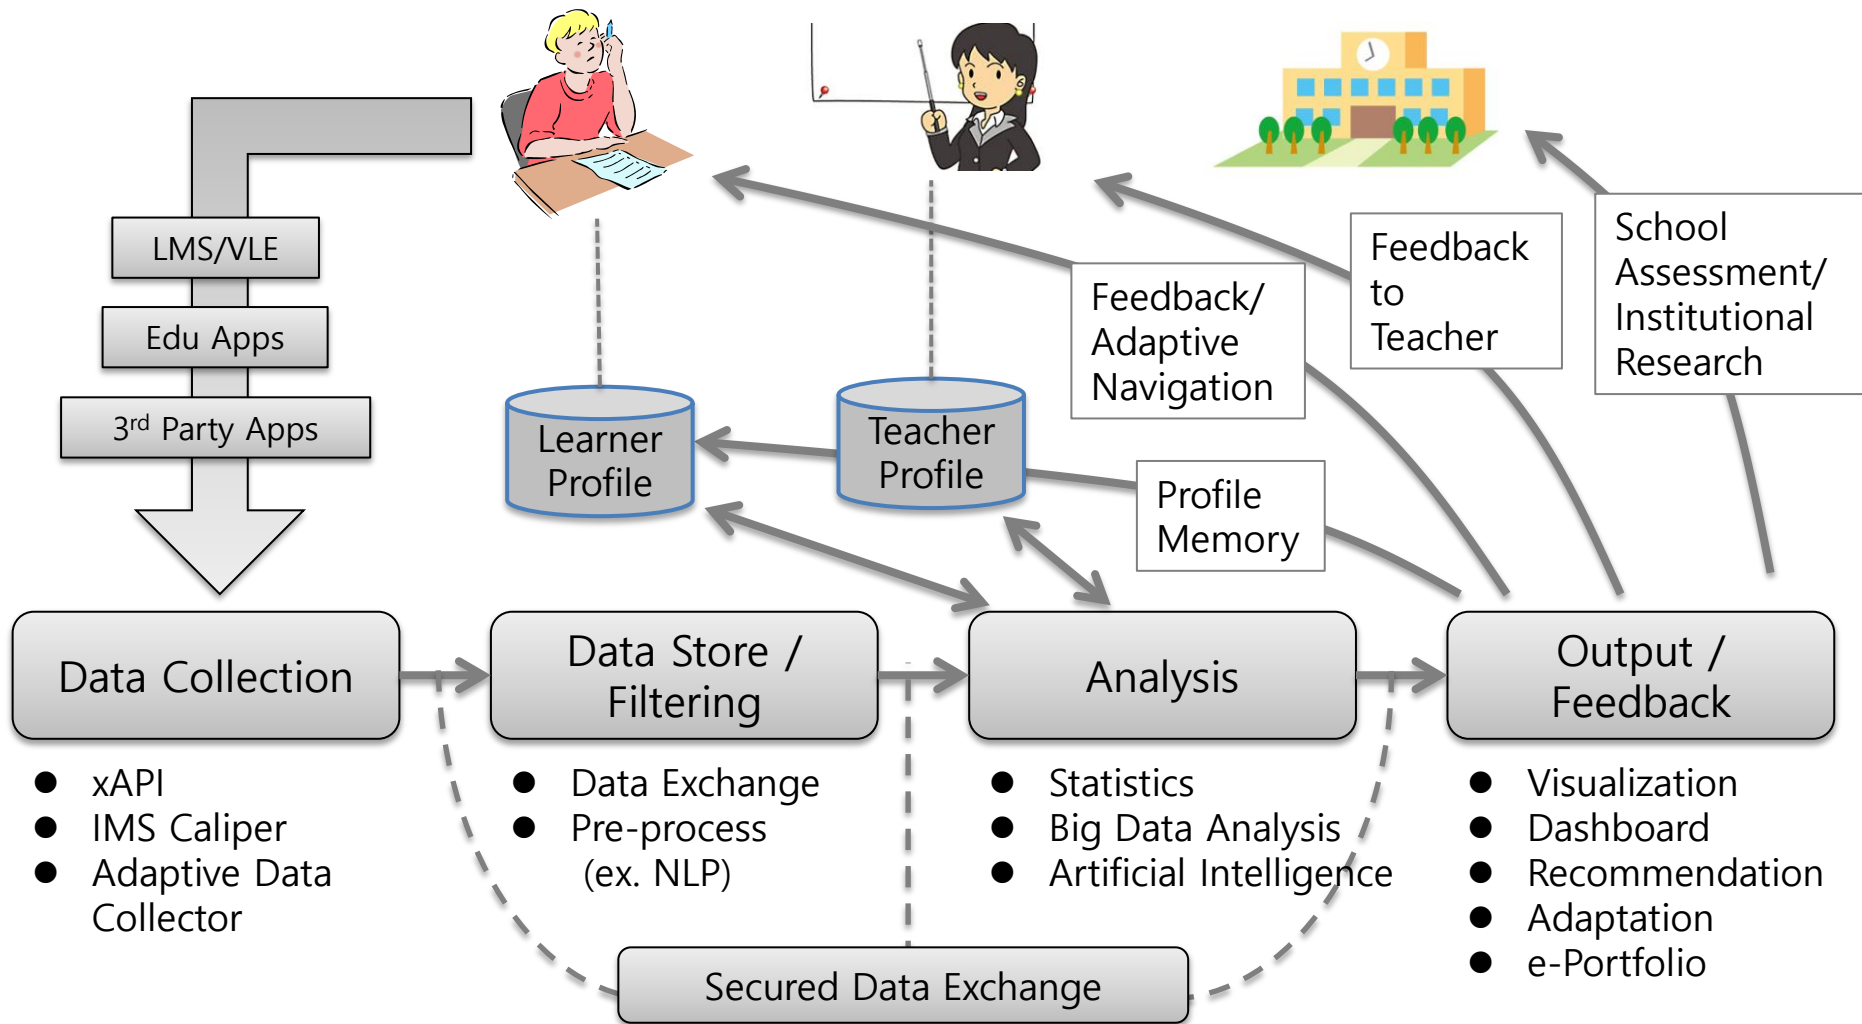 LMS/VLE
Edu Apps
3rd Party Apps
Learner
Profile
Teacher
Profile
Feedback/
Adaptive
Navigation
Feedback
to
Teacher
School
Assessment/
Institutional
Research
Profile
Memory
Data Collection
Data Store /
Filtering
Analysis
Output /
Feedback
● xAPI
● IMS Caliper
● Adaptive Data
Collector
● Data Exchange
● Pre-process
(ex. NLP)
● Statistics
● Big Data Analysis
● Artificial Intelligence
● Visualization
● Dashboard
● Recommendation
● Adaptation
● e-Portfolio
Secured Data Exchange